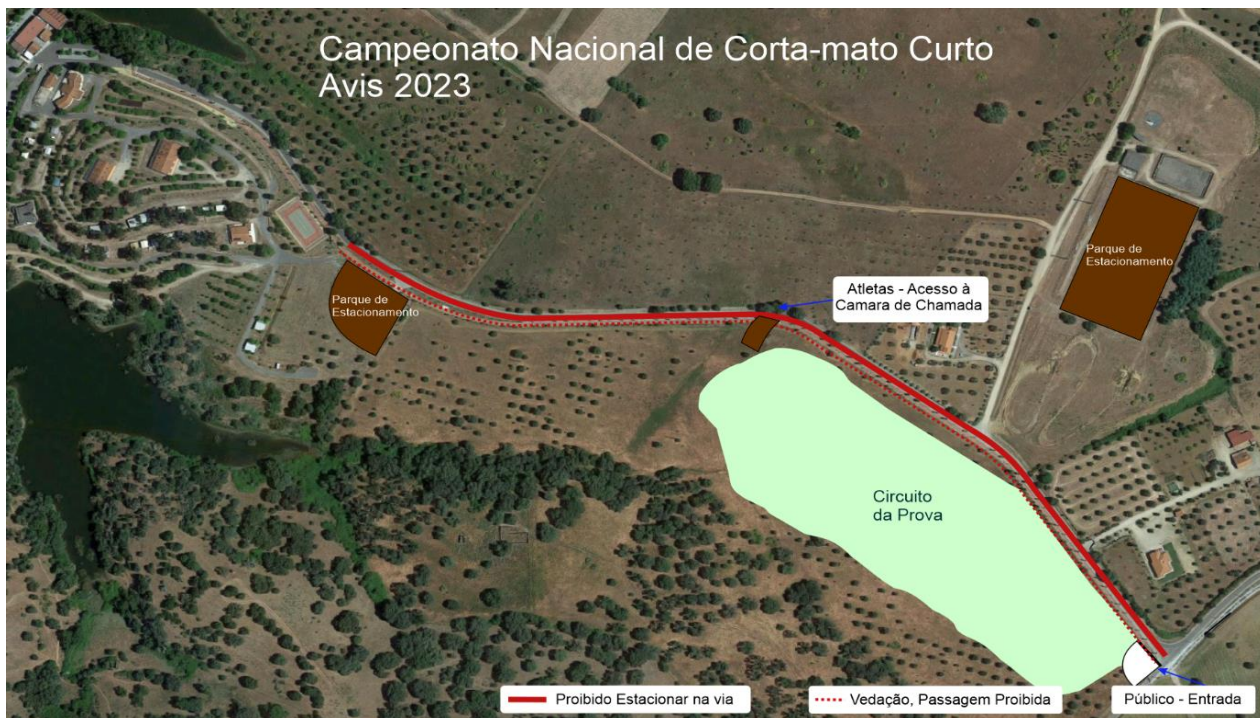 Campeonato Nacional de Corta-mato Curto
Avis 2023
Parque de
Estacionamento
Atletas - Acesso à
Camara de Chamada
Parque de
Estacionamento
Circuito
da Prova
Proibido Estacionar na via
Vedação, Passagem Proibida
Público - Entrada